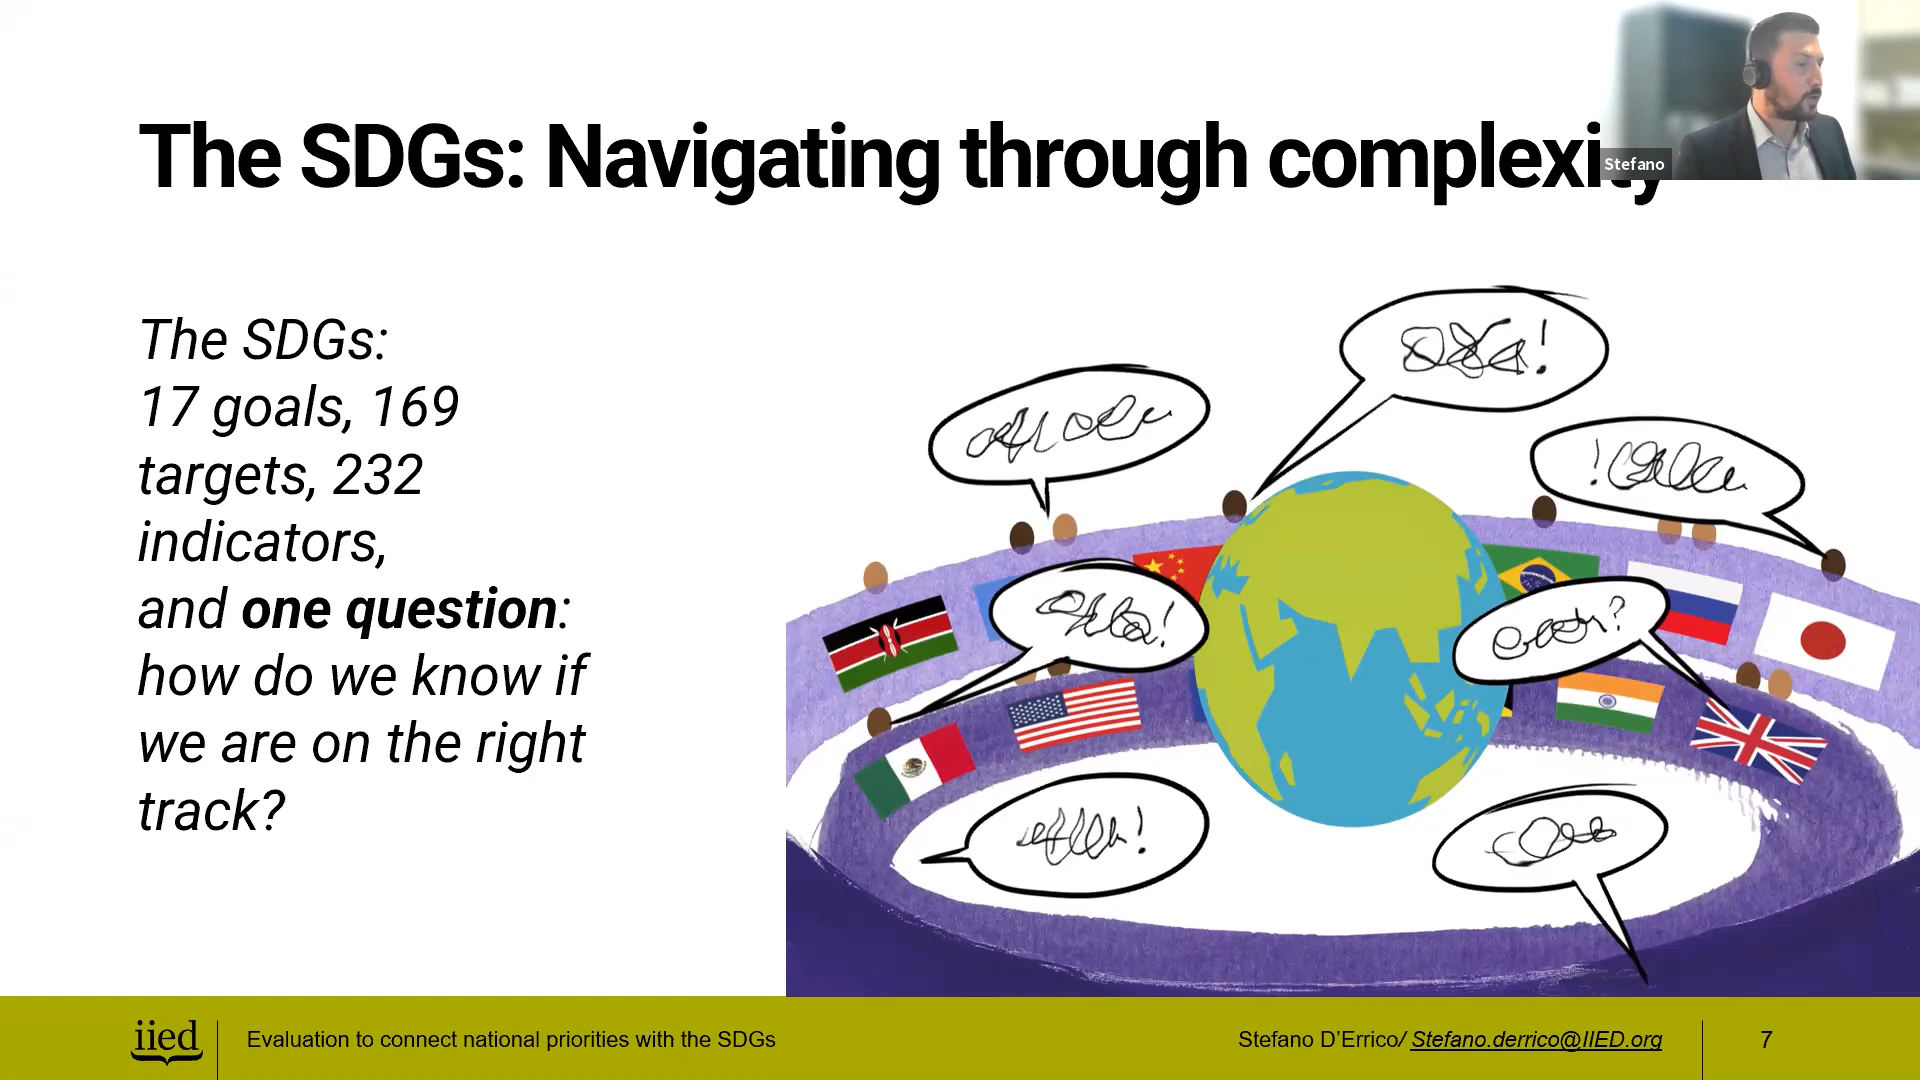 The SDGs: Navigating through complexity
Stefano
The SDGs:
17 goals, 169
targets, 232
indicators,
and one question:
how do we know if
we are on the right
track?
iied
Evaluation to connect national priorities with the SDGs
Stefano D'Errico/ Stefano.derrico@IIED.org
7